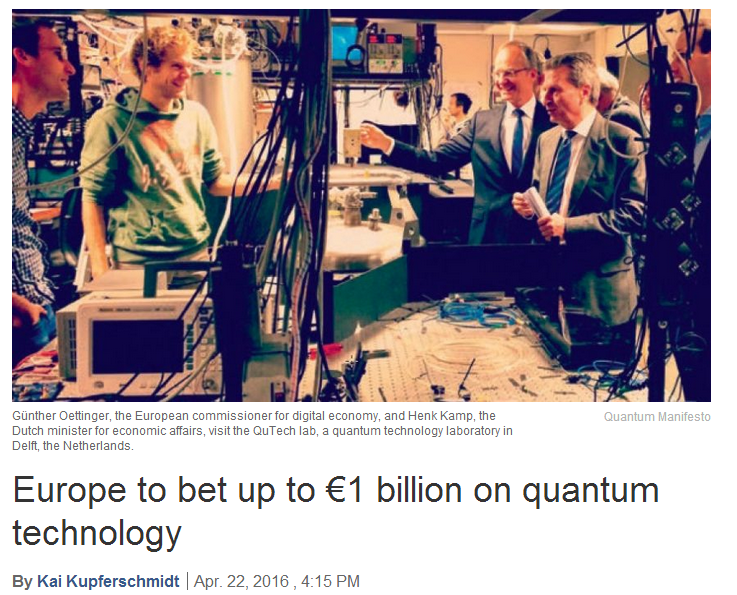 Günther Oettinger, the European commissioner for digital economy, and Henk Kamp, the
Dutch minister for economic affairs, visit the QuTech lab, a quantum technology laboratory in
Delft, the Netherlands.
Quantum Manifesto
Europe to bet up to €1 billion on quantum
technology
By Kai Kupferschmidt | Apr. 22, 2016 , 4:15 PM